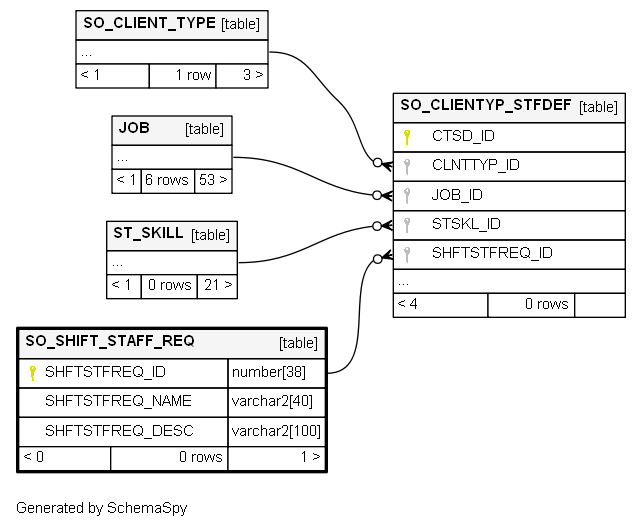 SO_CLIENT_TYPE [table]
...
< 1 1 row 3 >
JOB [table]
...
< 1 6 rows 53 >
ST_SKILL [table]
...
< 1 0 rows 21 >
SO_SHIFT_STAFF_REQ [table]
SHFTSTFREQ_ID number[38]
SHFTSTFREQ_NAME varchar2[40]
SHFTSTFREQ_DESC varchar2[100]
< 0 0 rows 1 >
SO_CLIENTYP_STFDEF [table]
CTSD_ID
CLNTTYP_ID
JOB_ID
STSKL_ID
SHFTSTFREQ_ID
...
< 4 0 rows
Generated by SchemaSpy